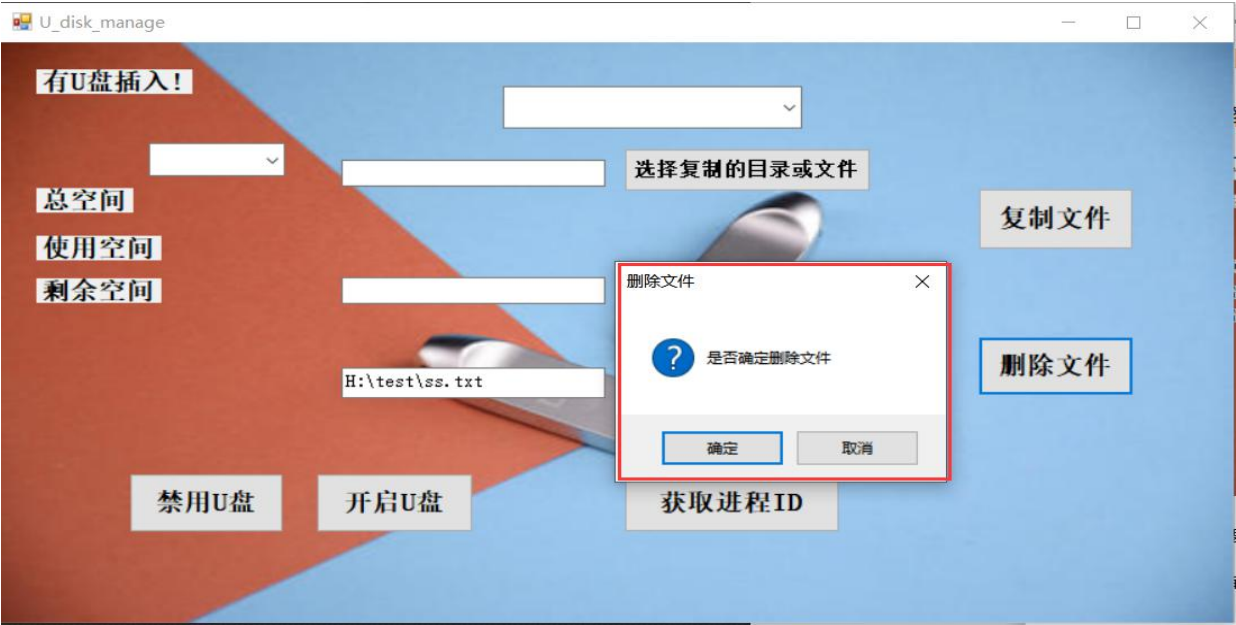 U_disk_manage
有U盘插入!
选择复制的目录或文件
总空间
复制文件
使用空间
剩余空间
删除文件
?
是否确定删除文件
H:\test\ss.txt
删除文件
确定
取消
禁用U盘
开启U盘
获取进程ID